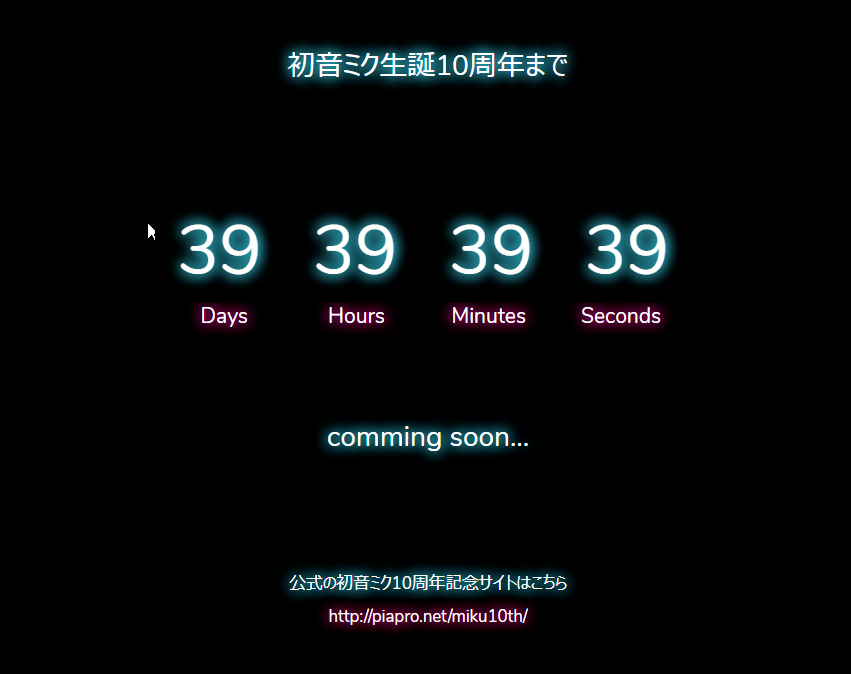 初音ミク生誕10周年まで
39 39 39 39
Days Hours Minutes Seconds
comming soon...
公式の初音ミク10周年記念サイトはこちら
http://piapro.net/miku10th/